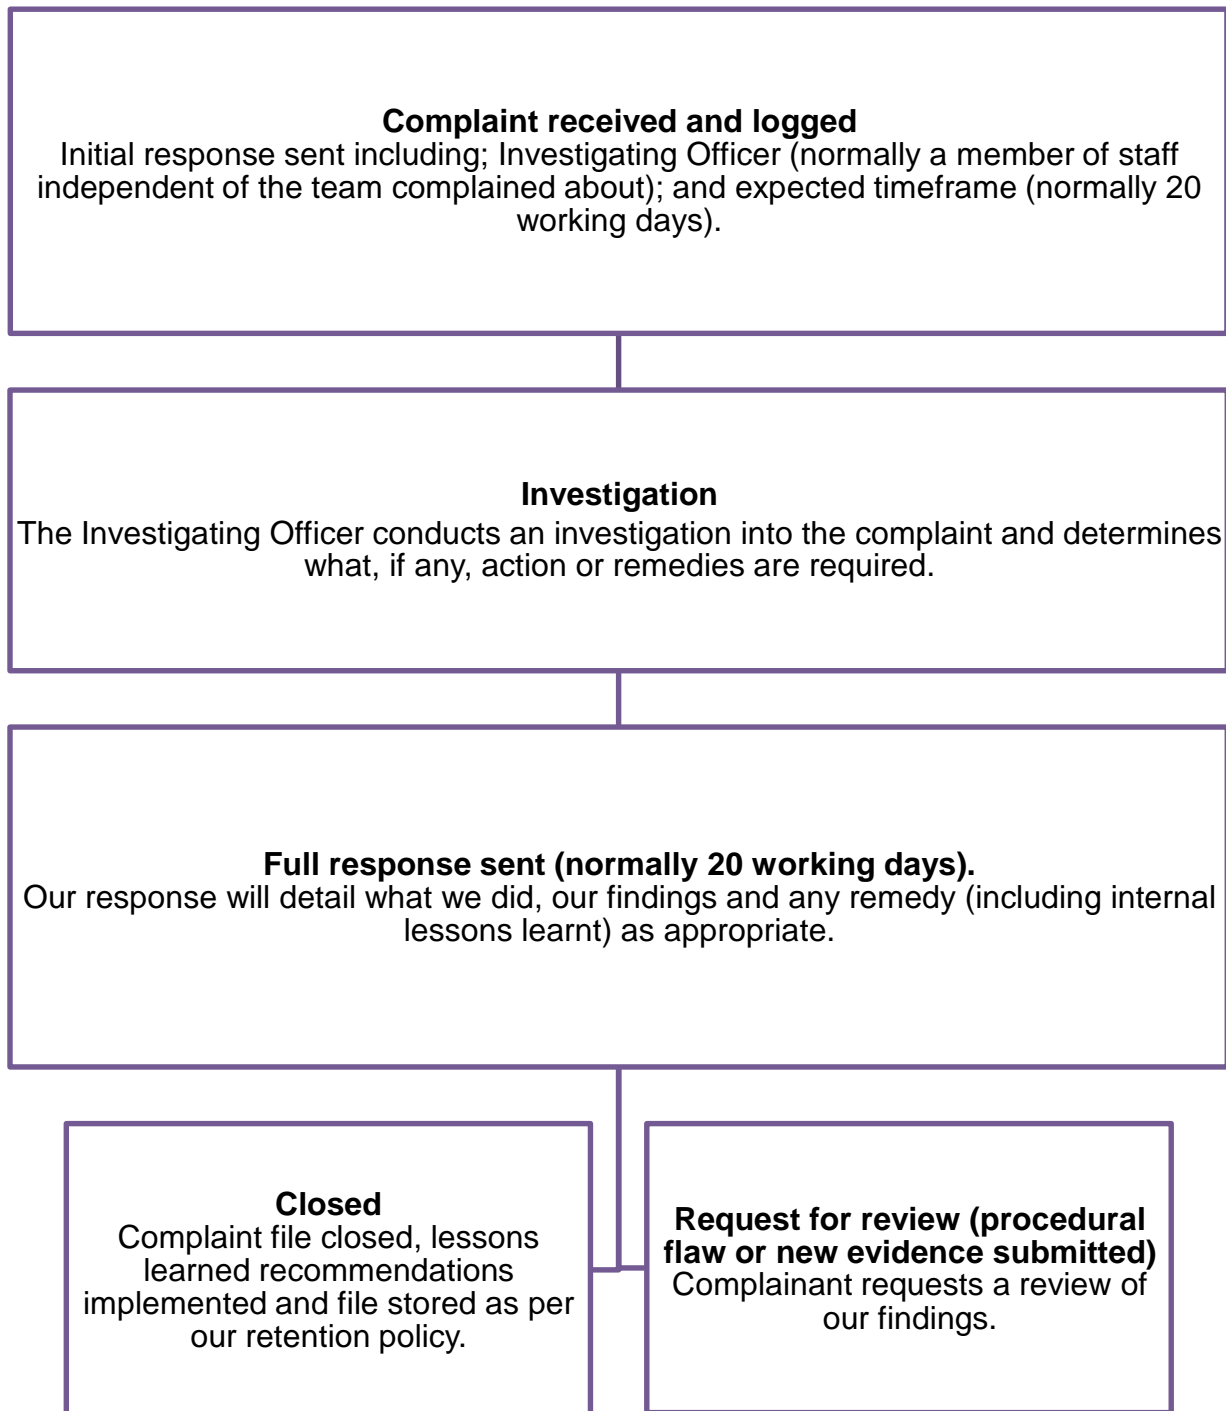 Complaint received and logged
Initial response sent including; Investigating Officer (normally a member of staff
independent of the team complained about); and expected timeframe (normally 20
working days).
Investigation
The Investigating Officer conducts an investigation into the complaint and determines
what, if any, action or remedies are required.
Full response sent (normally 20 working days).
Our response will detail what we did, our findings and any remedy (including internal
lessons learnt) as appropriate.
Closed
Complaint file closed, lessons
learned recommendations
implemented and file stored as per
our retention policy.
Request for review (procedural
flaw or new evidence submitted)
Complainant requests a review of
our findings.